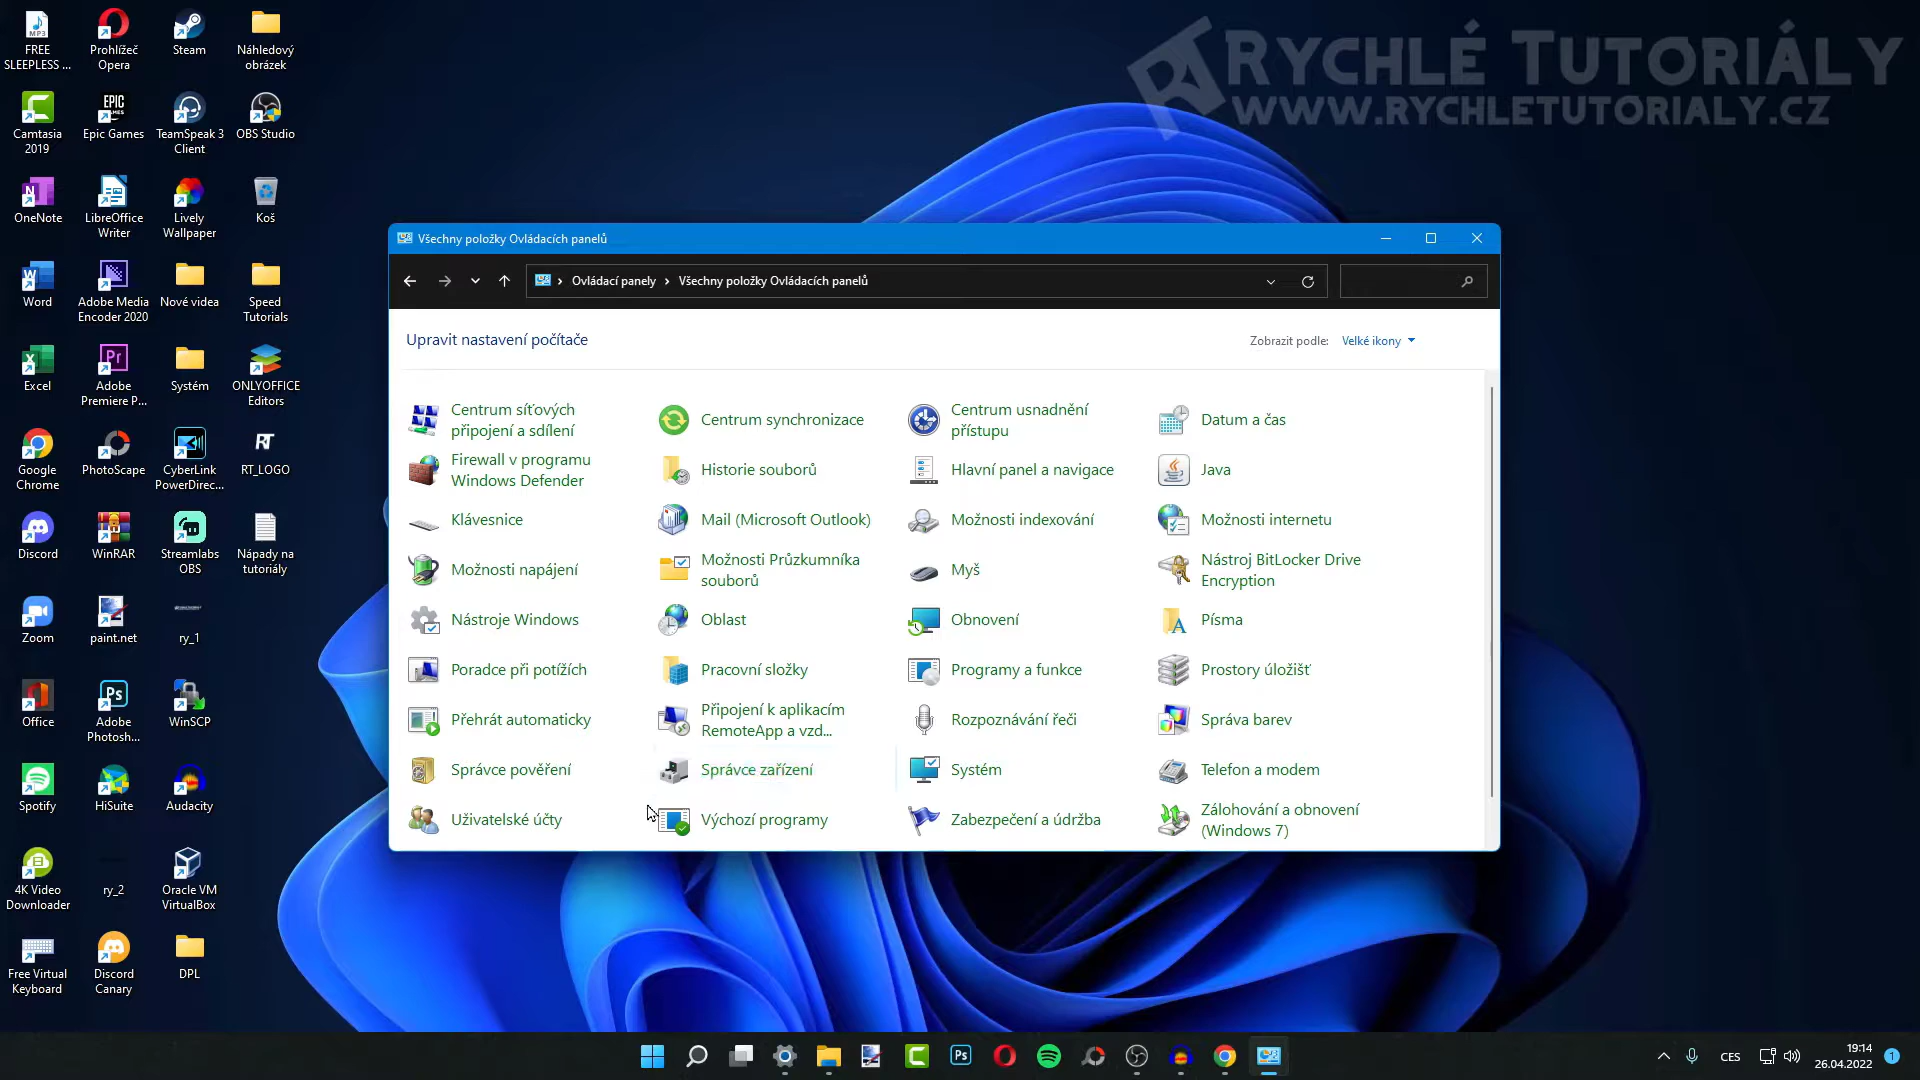 RYCHLÉ TUTORIÁLY
WWW.RYCHLETUTORIALY.CZ
FREE
SLEEPLESS ...
Prohlížeč
Opera
Steam
Náhledový
obrázek
Camtasia
2019
Epic Games
TeamSpeak 3
Client
OBS Studio
OneNote
LibreOffice
Writer
Lively
Wallpaper
Koš
Word
Adobe Media
Encoder 2020
Nové videa
Speed
Tutorials
Excel
Adobe
Premiere P...
Systém
ONLYOFFICE
Editors
Google
Chrome
PhotoScape
CyberLink
PowerDirec...
RT_LOGO
Discord
WinRAR
Streamlabs
OBS
Nápady na
tutoriály
Zoom
paint.net
ry_1
Office
Adobe
Photosh...
WinSCP
Spotify
HiSuite
Audacity
4K Video
Downloader
ry_2
Oracle VM
VirtualBox
Free Virtual
Keyboard
Discord
Canary
DPL
Všechny položky Ovládacích panelů
Ovládací panely > Všechny položky Ovládacích panelů
Upravit nastavení počítače
Zobrazit podle: Velké ikony
Centrum síťových
připojení a sdílení
Centrum synchronizace
Centrum usnadnění
přístupu
Datum a čas
Firewall v programu
Windows Defender
Historie souborů
Hlavní panel a navigace
Java
Klávesnice
Mail (Microsoft Outlook)
Možnosti indexování
Možnosti internetu
Možnosti napájení
Možnosti Průzkumníka
souborů
Myš
Nástroj BitLocker Drive
Encryption
Nástroje Windows
Oblast
Obnovení
Písma
Poradce při potížích
Pracovní složky
Programy a funkce
Prostory úložišť
Přehrát automaticky
Připojení k aplikacím
RemoteApp a vzd...
Rozpoznávání řeči
Správa barev
Správce pověření
Správce zařízení
Systém
Telefon a modem
Uživatelské účty
Výchozí programy
Zabezpečení a údržba
Zálohování a obnovení
(Windows 7)
CES
19:14
26.04.2022
1